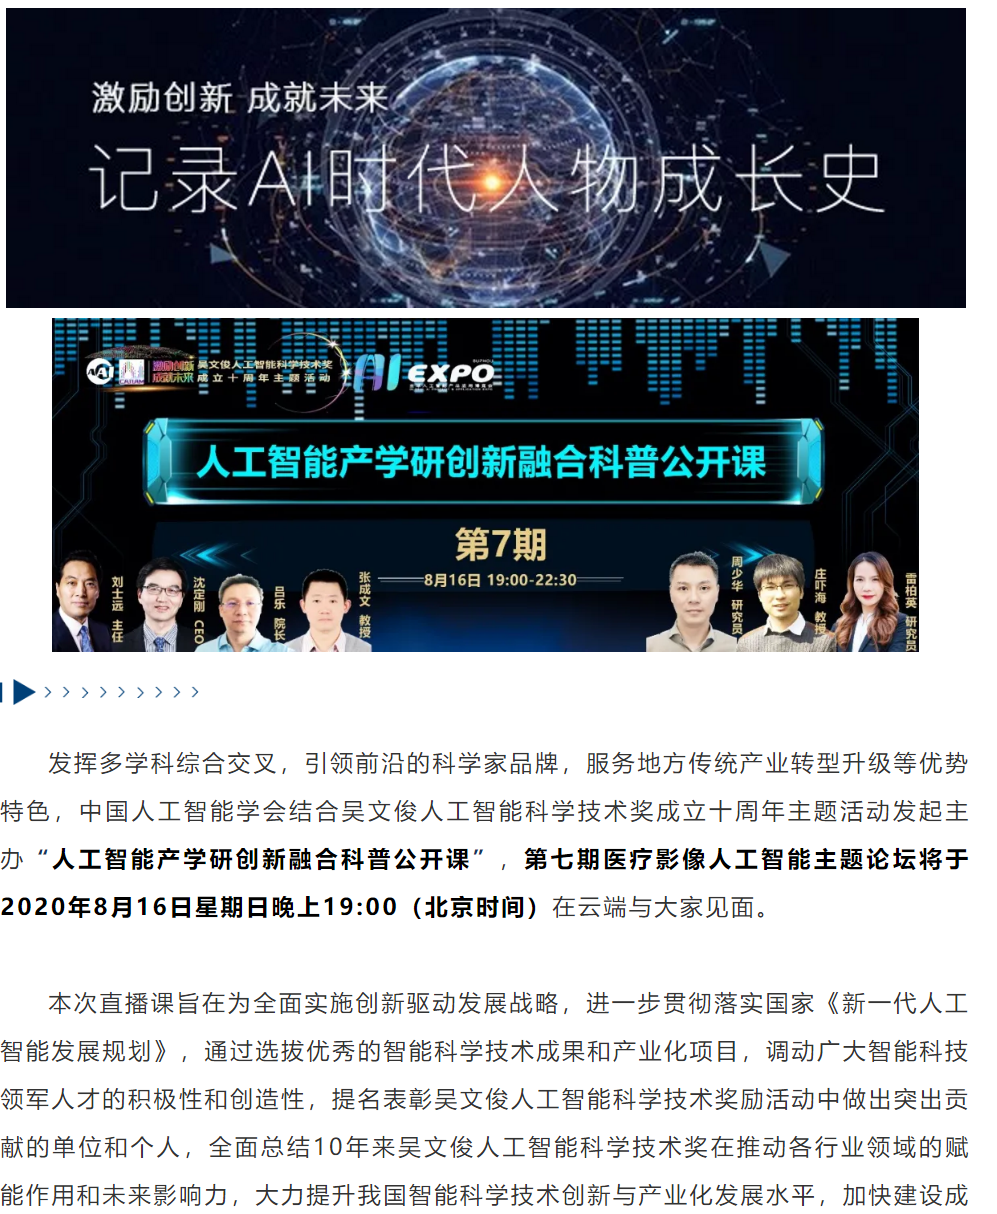 激励创新 成就未来
记录AI时代人物成长史
激励创新
成就未来
吴文俊人工智能科学技术奖
成立十周年主题活动
SUZHOU
AI EXPO
人工智能产学研创新融合科普公开课
第7期
8月16日 19:00-22:30
刘士远 主任
沈定刚 CEO
吕乐 院长
张成文 教授
周少华 研究员
庄吓海 教授
雷柏英 研究员
发挥多学科综合交叉，引领前沿的科学家品牌，服务地方传统产业转型升级等优势
特色，中国人工智能学会结合吴文俊人工智能科学技术奖成立十周年主题活动发起主
办“人工智能产学研创新融合科普公开课”，第七期医疗影像人工智能主题论坛将于
2020年8月16日星期日晚上19:00（北京时间）在云端与大家见面。
本次直播课旨在为全面实施创新驱动发展战略，进一步贯彻落实国家《新一代人工
智能发展规划》，通过选拔优秀的智能科学技术成果和产业化项目，调动广大智能科技
领军人才的积极性和创造性，提名表彰吴文俊人工智能科学技术奖励活动中做出突出贡
献的单位和个人，全面总结10年来吴文俊人工智能科学技术奖在推动各行业领域的赋
能作用和未来影响力，大力提升我国智能科学技术创新与产业化发展水平，加快建设成